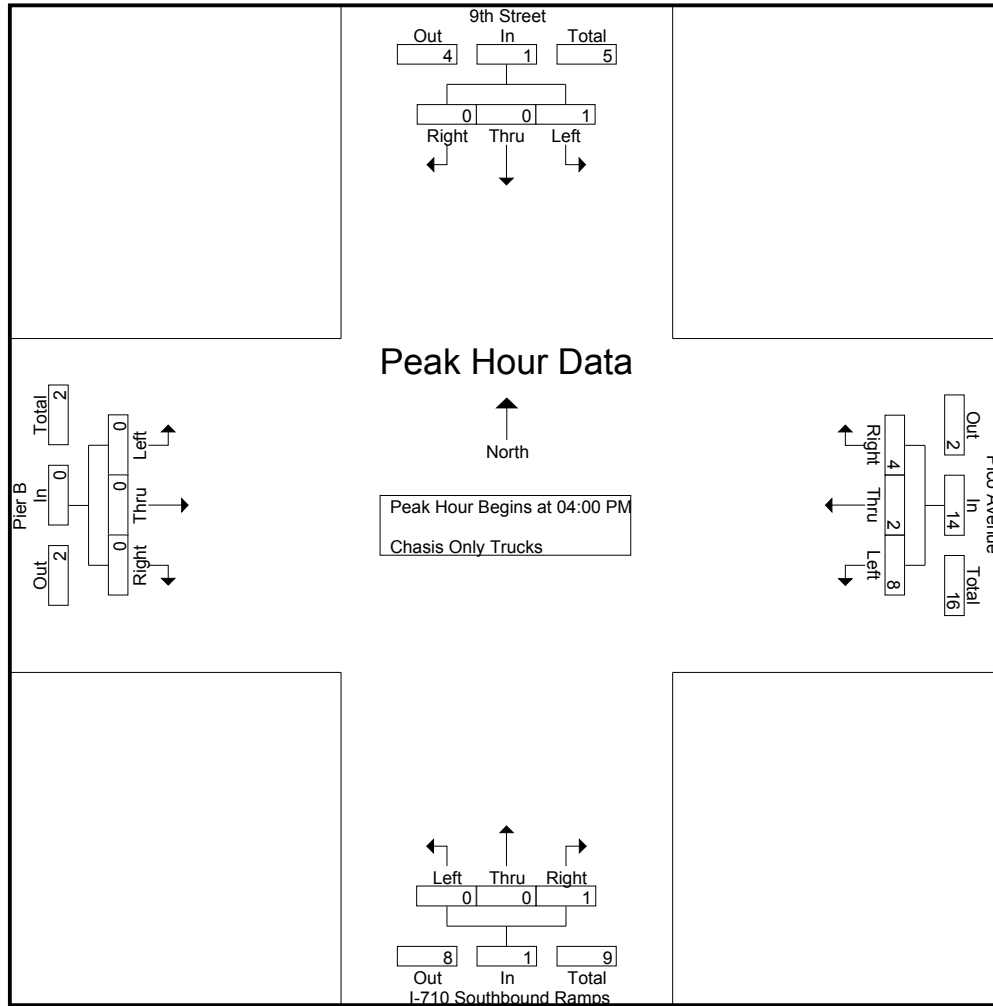 9th Street
Out In Total
4 1 5
0 0 1
Right Thru Left
Peak Hour Data
North
Peak Hour Begins at 04:00 PM
Chasis Only Trucks
Pier B
Total In Out
2 0 2
0 0 0
Left Thru Right
Right Thru Left
4 2 8
Out In Total
2 14 16
Avenue
Left Thru Right
0 0 1
8 1 9
Out In Total
I-710 Southbound Ramps